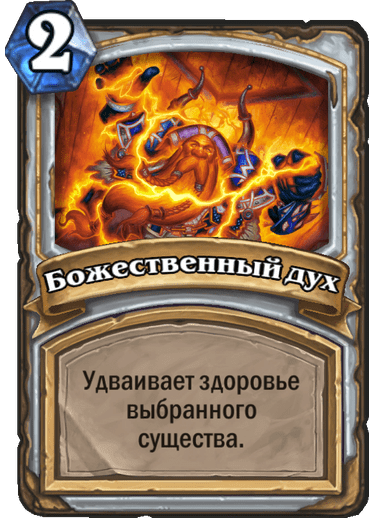 2
Божественный дух
Удваивает здоровье
выбранного
существа.